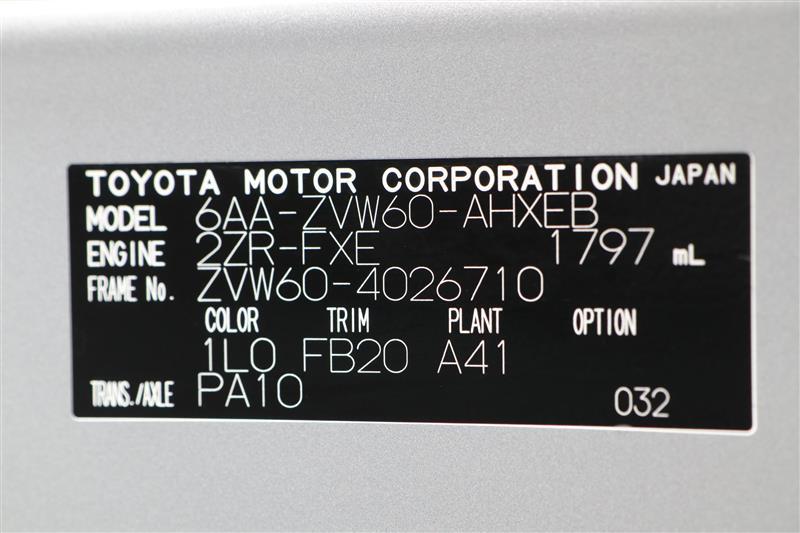 TOYOTA MOTOR CORPORATION JAPAN
MODEL 6AA-ZVW60-AHXEB
ENGINE 2ZR-FXE 1797 mL
FRAME No. ZVW60-4026710
COLOR TRIM PLANT OPTION
1L0 FB20 A41
TRANS./AXLE PA10 032